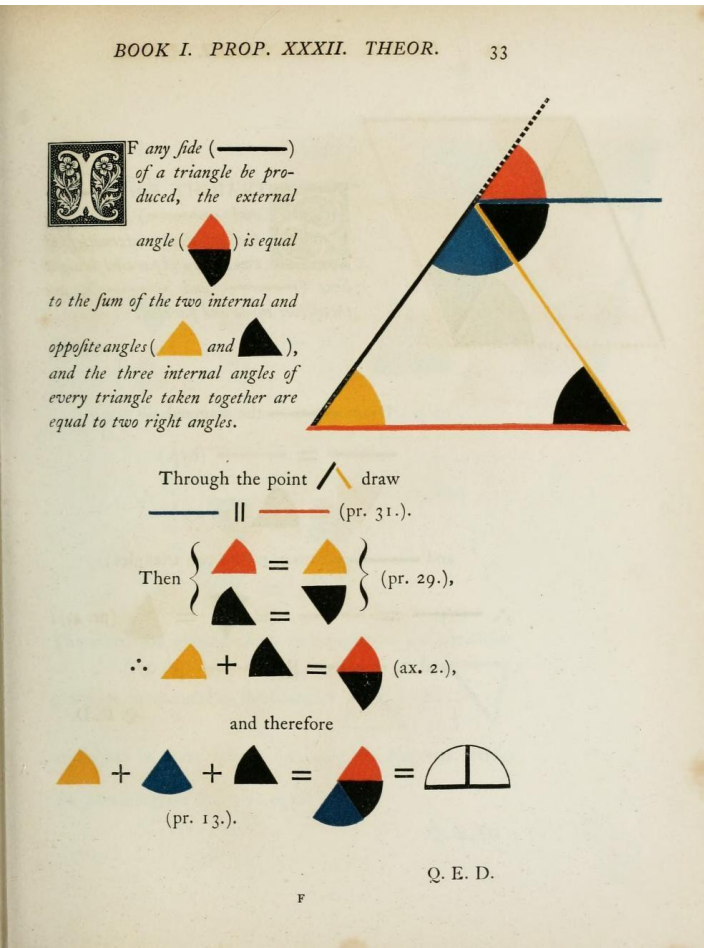 BOOK I. PROP. XXXII. THEOR. 33
IF any ſide ( )
of a triangle be pro-
duced, the external
angle ( ) is equal
to the ſum of the two internal and
oppoſite angles ( and ),
and the three internal angles of
every triangle taken together are
equal to two right angles.
Through the point draw
|| (pr. 31.).
Then { = } (pr. 29.),
=
∴ + = (ax. 2.),
and therefore
+ + = =
(pr. 13.).
Q. E. D.
F